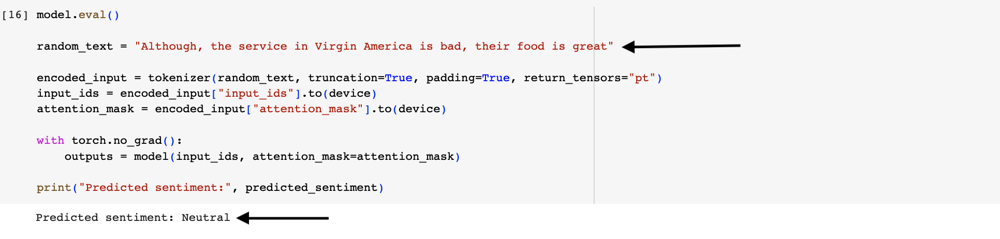 [16] model.eval()
random_text = "Although, the service in Virgin America is bad, their food is great"
encoded_input = tokenizer(random_text, truncation=True, padding=True, return_tensors="pt")
input_ids = encoded_input["input_ids"].to(device)
attention_mask = encoded_input["attention_mask"].to(device)
with torch.no_grad():
    outputs = model(input_ids, attention_mask=attention_mask)
print("Predicted sentiment:", predicted_sentiment)
Predicted sentiment: Neutral